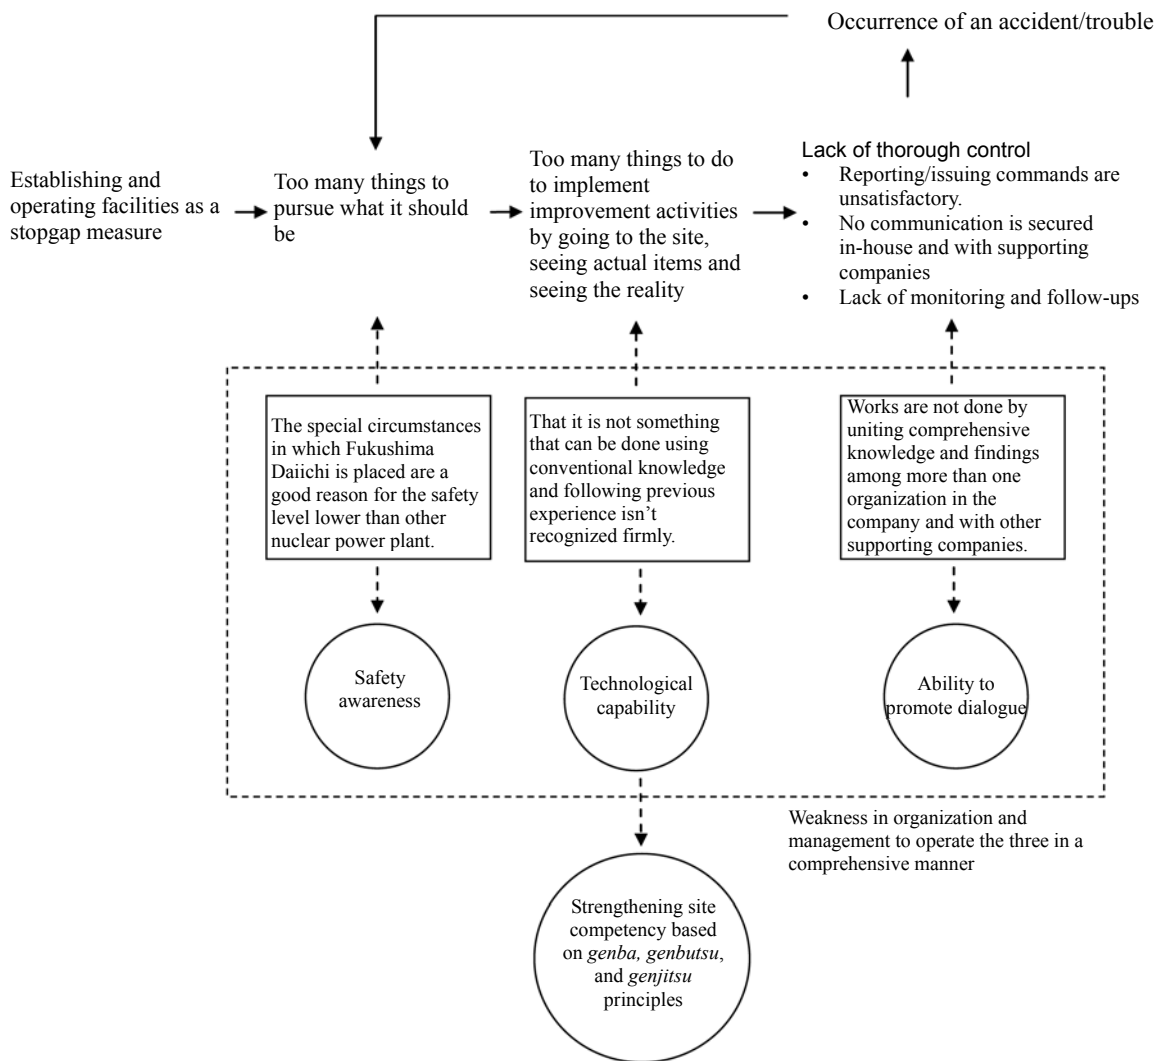 Occurrence of an accident/trouble
Establishing and
operating facilities as a
stopgap measure
Too many things to
pursue what it should
be
Too many things to do
to implement
improvement activities
by going to the site,
seeing actual items and
seeing the reality
Lack of thorough control
• Reporting/issuing commands are
unsatisfactory.
• No communication is secured
in-house and with supporting
companies
• Lack of monitoring and follow-ups
The special circumstances
in which Fukushima
Daiichi is placed are a
good reason for the safety
level lower than other
nuclear power plant.
That it is not something
that can be done using
conventional knowledge
and following previous
experience isn’t
recognized firmly.
Works are not done by
uniting comprehensive
knowledge and findings
among more than one
organization in the
company and with other
supporting companies.
Safety
awareness
Technological
capability
Ability to
promote dialogue
Weakness in organization and
management to operate the three in a
comprehensive manner
Strengthening site
competency based
on genba, genbutsu,
and genjitsu
principles